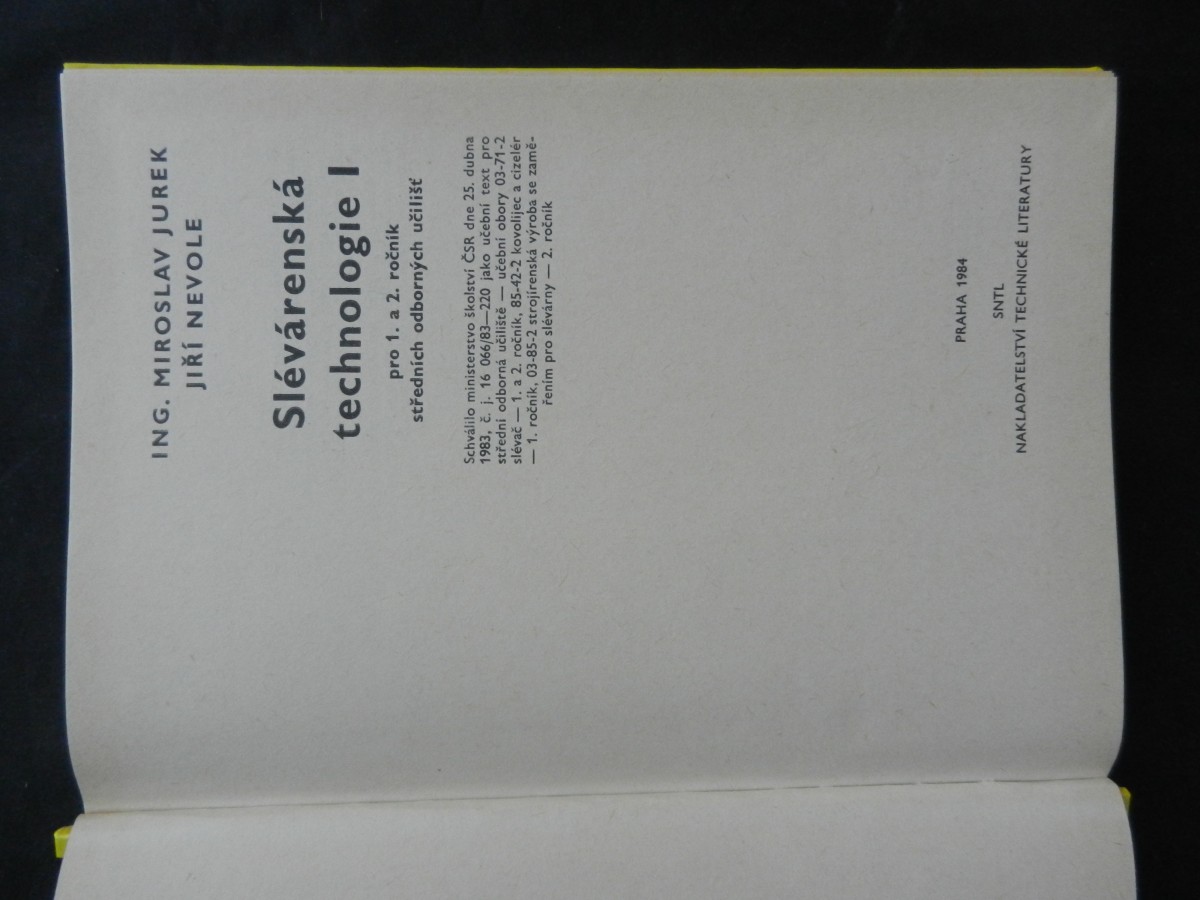 ING. MIROSLAV JUREK
JIŘÍ NEVOLE
Slévárenská
technologie I
pro 1. a 2. ročník
středních odborných učilišť
Schválilo ministerstvo školství ČSR dne 25. dubna
1983, č. j. 16 066/83—220 jako učební text pro
střední odborná učiliště — učební obory 03-71-2
slévač — 1. a 2. ročník, 85-42-2 kovolijec a cizelér
— 1. ročník, 03-85-2 strojírenská výroba se zamě-
řením pro slévárny — 2. ročník
PRAHA 1984
SNTL
NAKLADATELSTVÍ TECHNICKÉ LITERATURY